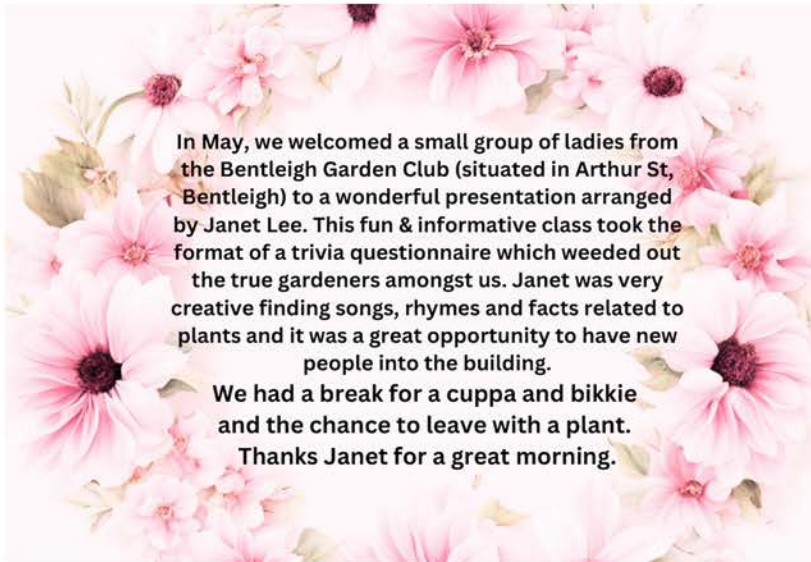 In May, we welcomed a small group of ladies from
the Bentleigh Garden Club (situated in Arthur St,
Bentleigh) to a wonderful presentation arranged
by Janet Lee. This fun & informative class took the
format of a trivia questionnaire which weeded out
the true gardeners amongst us. Janet was very
creative finding songs, rhymes and facts related to
plants and it was a great opportunity to have new
people into the building.
We had a break for a cuppa and bikkie
and the chance to leave with a plant.
Thanks Janet for a great morning.